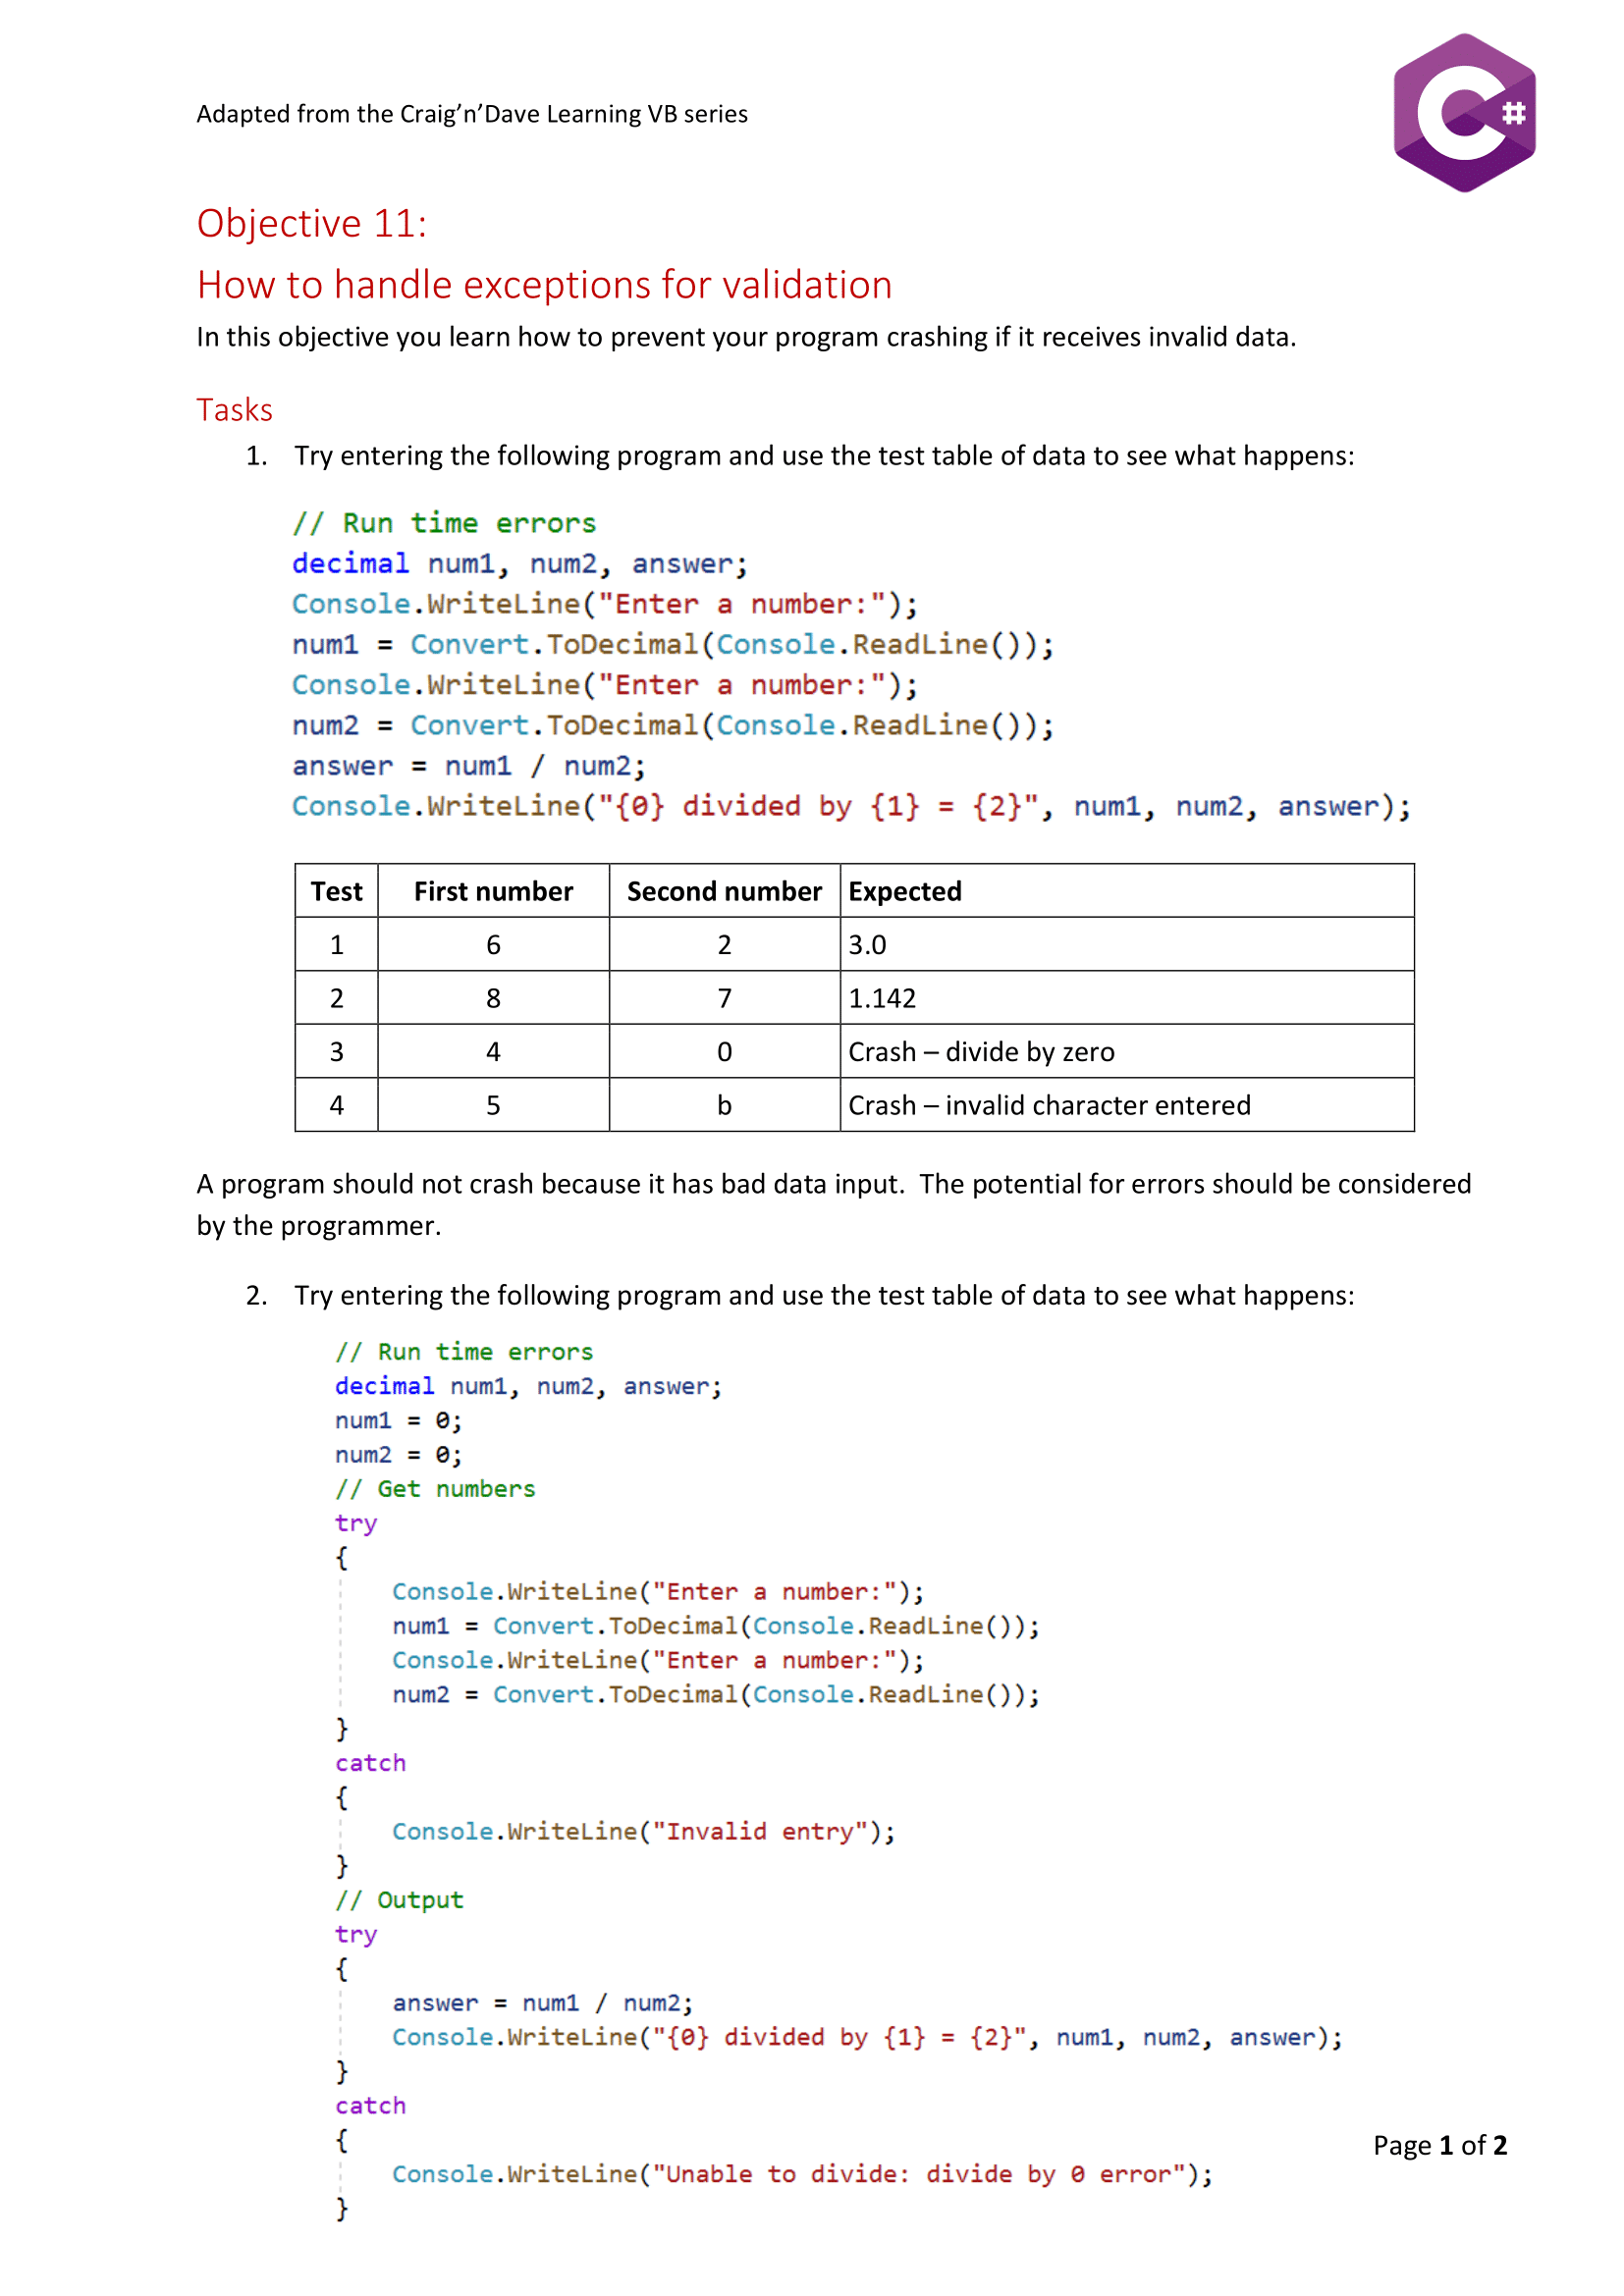 Adapted from the Craig’n’Dave Learning VB series
C#
Objective 11:
How to handle exceptions for validation
In this objective you learn how to prevent your program crashing if it receives invalid data.
Tasks
1. Try entering the following program and use the test table of data to see what happens:
// Run time errors
decimal num1, num2, answer;
Console.WriteLine("Enter a number:");
num1 = Convert.ToDecimal(Console.ReadLine());
Console.WriteLine("Enter a number:");
num2 = Convert.ToDecimal(Console.ReadLine());
answer = num1 / num2;
Console.WriteLine("{0} divided by {1} = {2}", num1, num2, answer);
Test First number Second number Expected
1 6 2 3.0
2 8 7 1.142
3 4 0 Crash – divide by zero
4 5 b Crash – invalid character entered
A program should not crash because it has bad data input.  The potential for errors should be considered
by the programmer.
2. Try entering the following program and use the test table of data to see what happens:
// Run time errors
decimal num1, num2, answer;
num1 = 0;
num2 = 0;
// Get numbers
try
{
    Console.WriteLine("Enter a number:");
    num1 = Convert.ToDecimal(Console.ReadLine());
    Console.WriteLine("Enter a number:");
    num2 = Convert.ToDecimal(Console.ReadLine());
}
catch
{
    Console.WriteLine("Invalid entry");
}
// Output
try
{
    answer = num1 / num2;
    Console.WriteLine("{0} divided by {1} = {2}", num1, num2, answer);
}
catch
{
    Console.WriteLine("Unable to divide: divide by 0 error");
}
Page 1 of 2